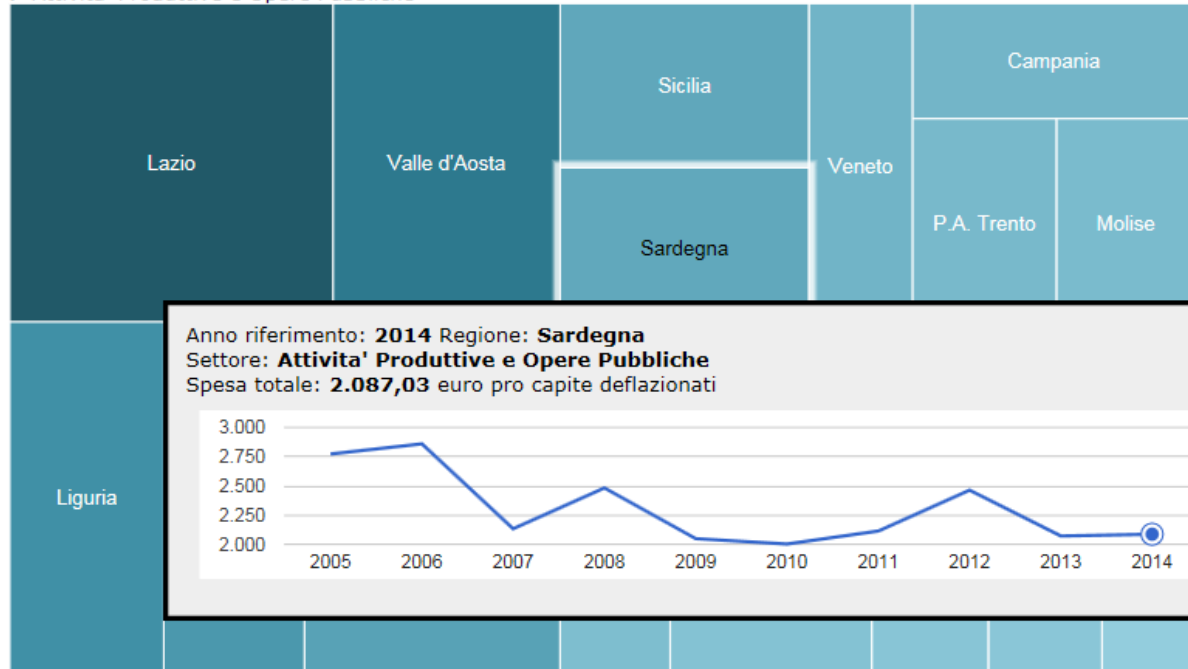 Sicilia
Campania
Lazio
Valle d'Aosta
Veneto
P.A. Trento
Molise
Sardegna
Liguria
Anno riferimento: 2014 Regione: Sardegna
Settore: Attivita' Produttive e Opere Pubbliche
Spesa totale: 2.087,03 euro pro capite deflazionati
3.000
2.750
2.500
2.250
2.000
2005 2006 2007 2008 2009 2010 2011 2012 2013 2014